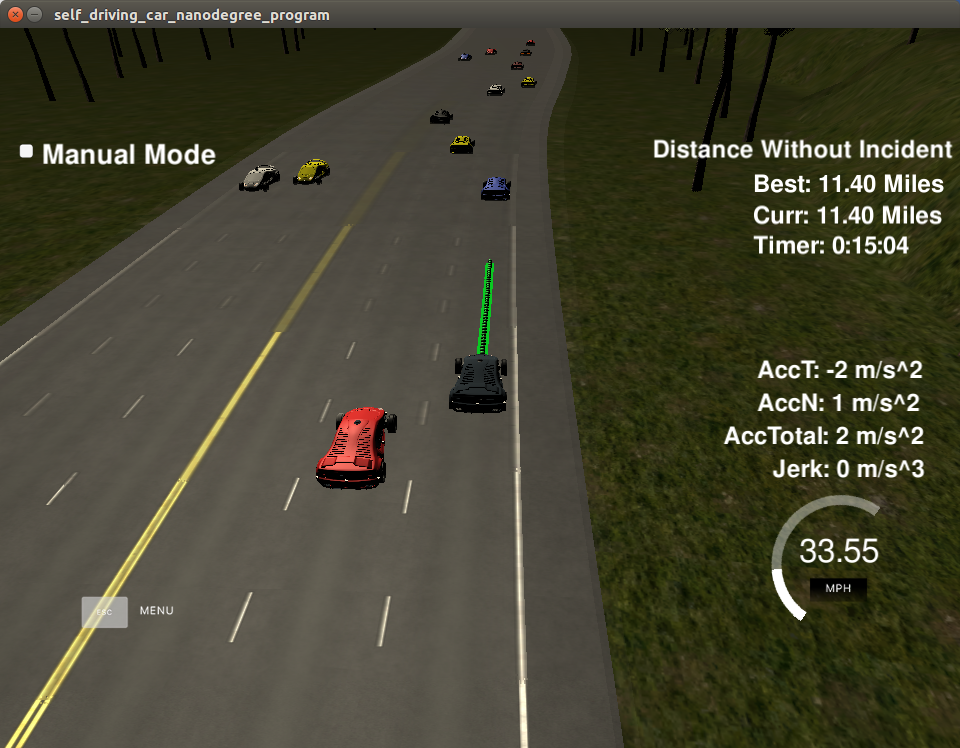 self_driving_car_nanodegree_program
Manual Mode
Distance Without Incident
Best: 11.40 Miles
Curr: 11.40 Miles
Timer: 0:15:04
AccT: -2 m/s^2
AccN: 1 m/s^2
AccTotal: 2 m/s^2
Jerk: 0 m/s^3
33.55
MPH
ESC MENU